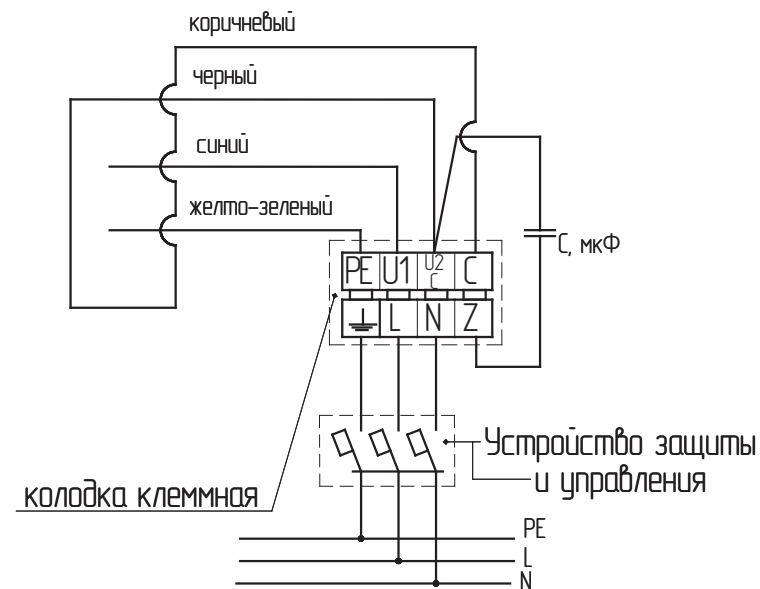 коричневый
черный
синий
желто-зеленый
С, мкФ
PE U1 U2 C
C
L N Z
Устройство защиты
и управления
колодка клеммная
PE
L
N